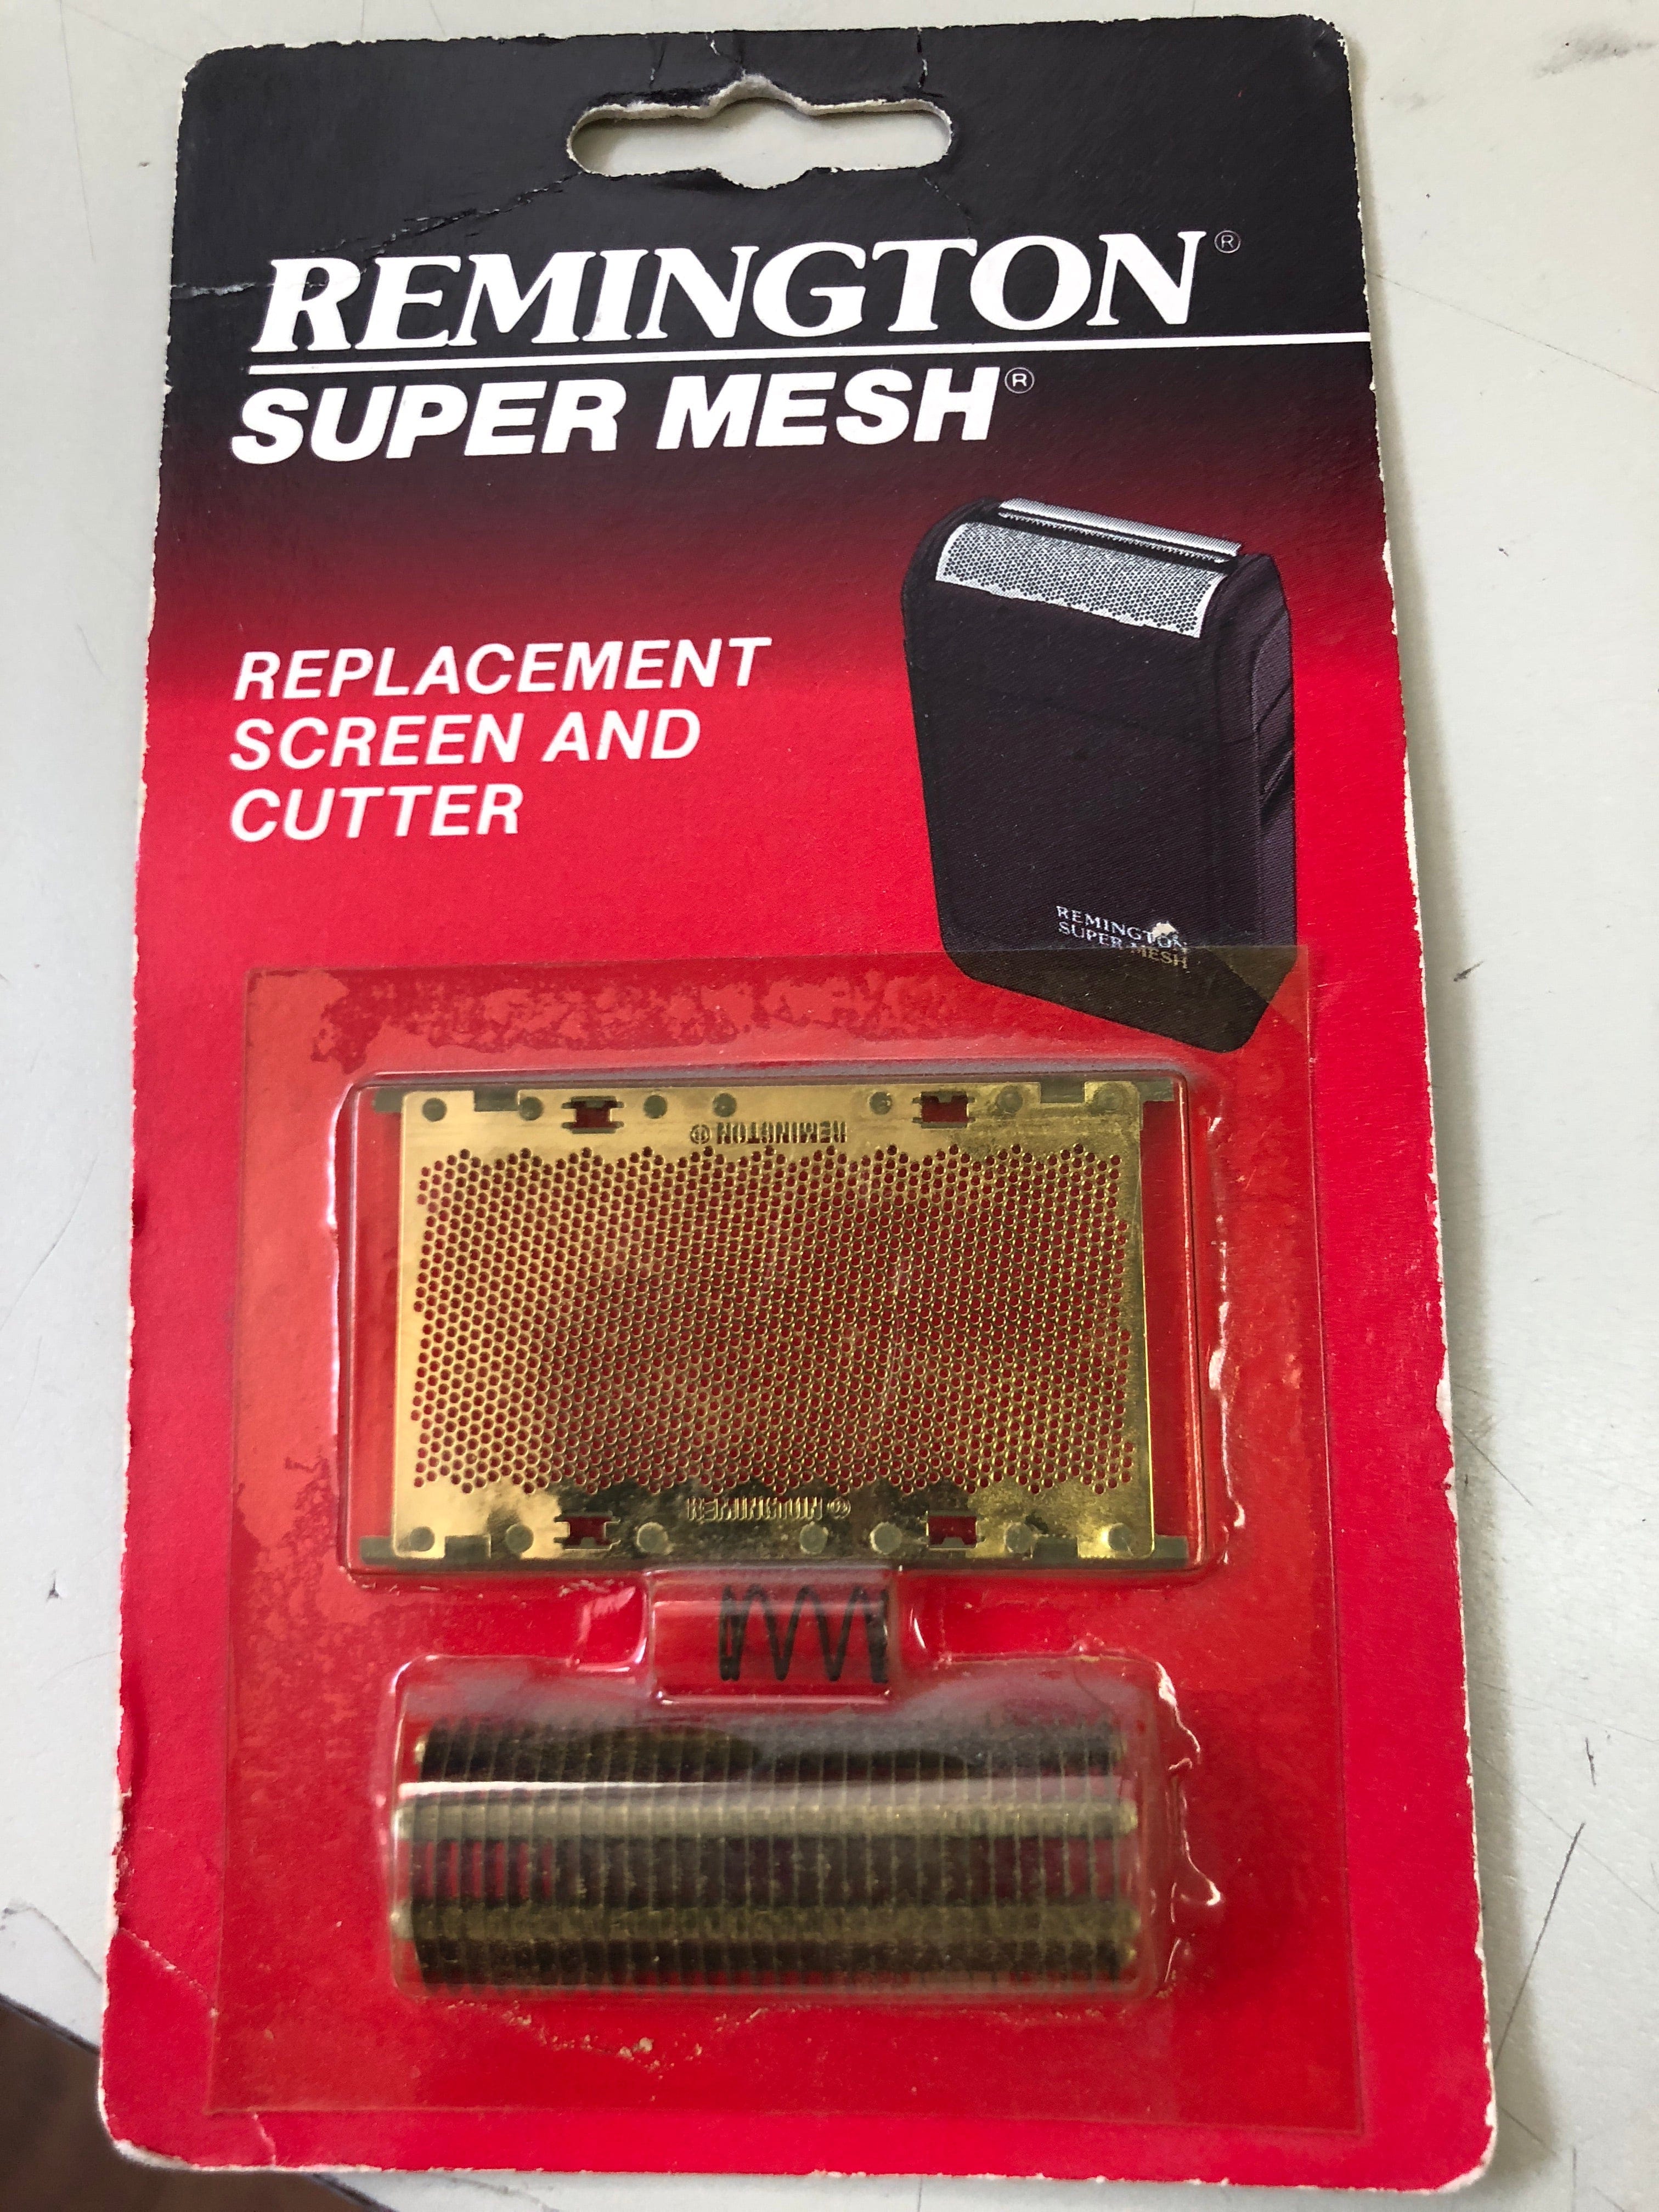 REMINGTON®
SUPER MESH®
REPLACEMENT
SCREEN AND
CUTTER
REMINGTON
SUPER MESH
REMINGTON ®
REMINGTON ®